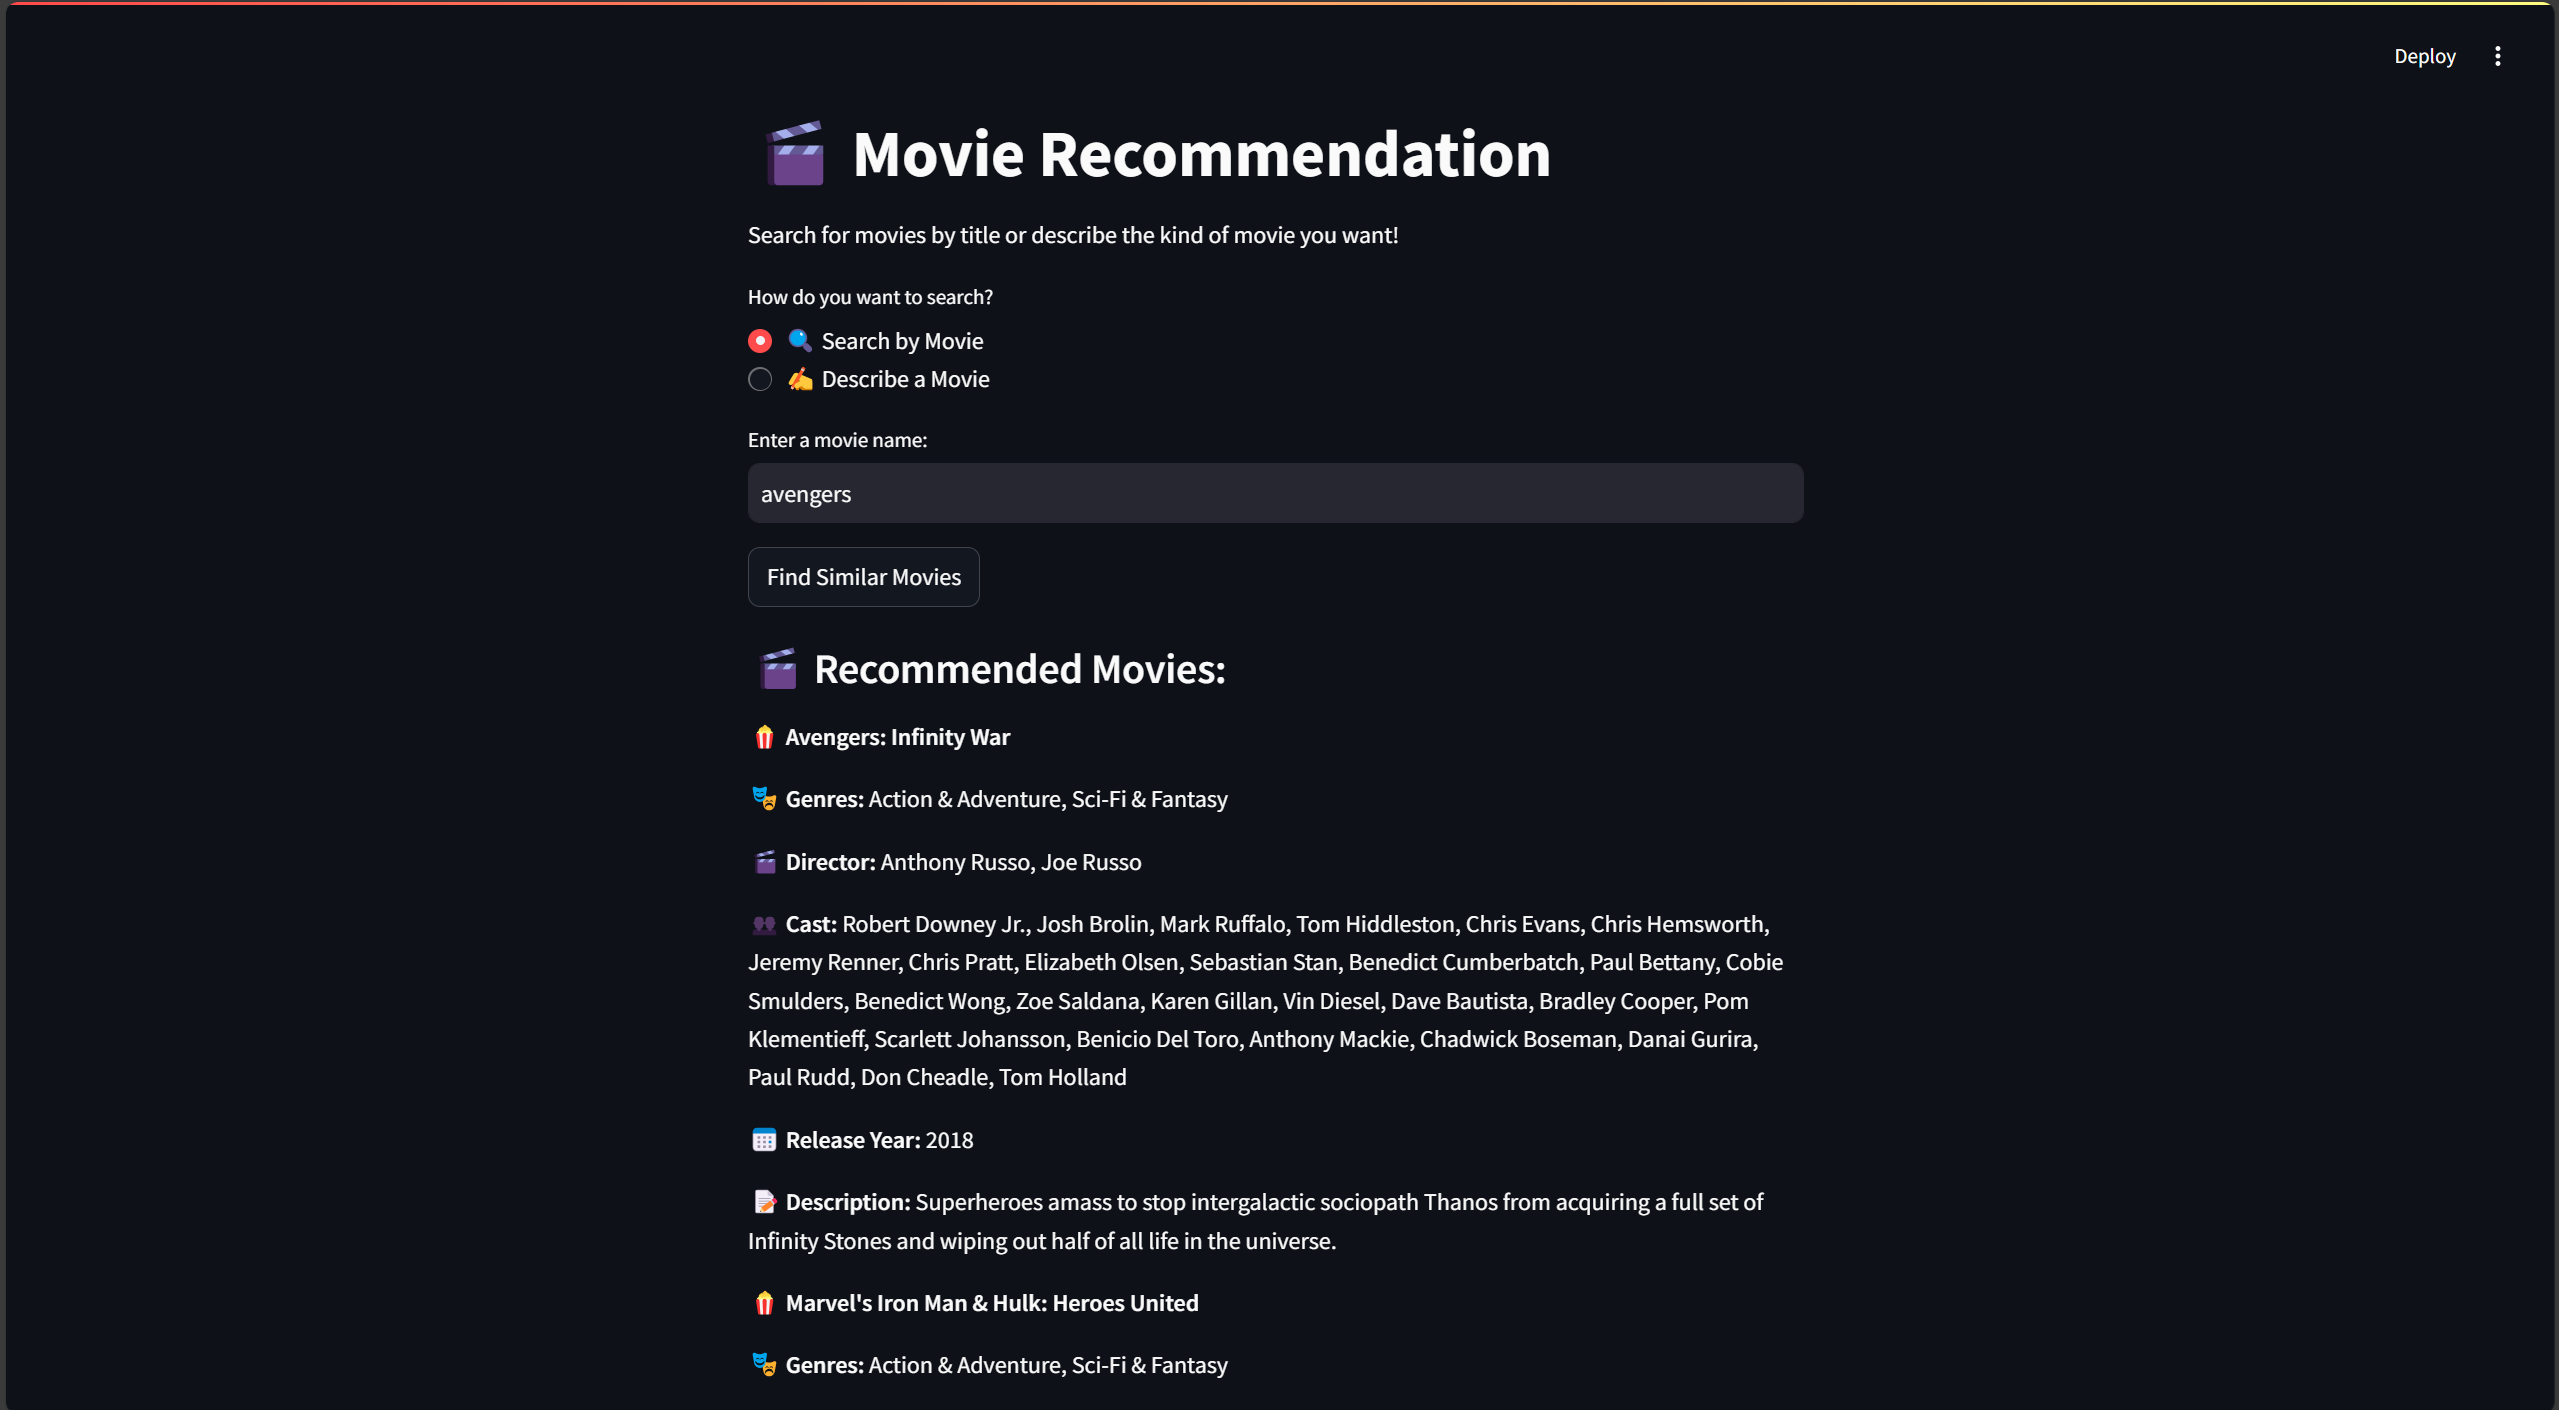 Deploy
Movie Recommendation
Search for movies by title or describe the kind of movie you want!
How do you want to search?
Search by Movie
Describe a Movie
Enter a movie name:
avengers
Find Similar Movies
Recommended Movies:
Avengers: Infinity War
Genres: Action & Adventure, Sci-Fi & Fantasy
Director: Anthony Russo, Joe Russo
Cast: Robert Downey Jr., Josh Brolin, Mark Ruffalo, Tom Hiddleston, Chris Evans, Chris Hemsworth,
Jeremy Renner, Chris Pratt, Elizabeth Olsen, Sebastian Stan, Benedict Cumberbatch, Paul Bettany, Cobie
Smulders, Benedict Wong, Zoe Saldana, Karen Gillan, Vin Diesel, Dave Bautista, Bradley Cooper, Pom
Klementieff, Scarlett Johansson, Benicio Del Toro, Anthony Mackie, Chadwick Boseman, Danai Gurira,
Paul Rudd, Don Cheadle, Tom Holland
Release Year: 2018
Description: Superheroes amass to stop intergalactic sociopath Thanos from acquiring a full set of
Infinity Stones and wiping out half of all life in the universe.
Marvel's Iron Man & Hulk: Heroes United
Genres: Action & Adventure, Sci-Fi & Fantasy